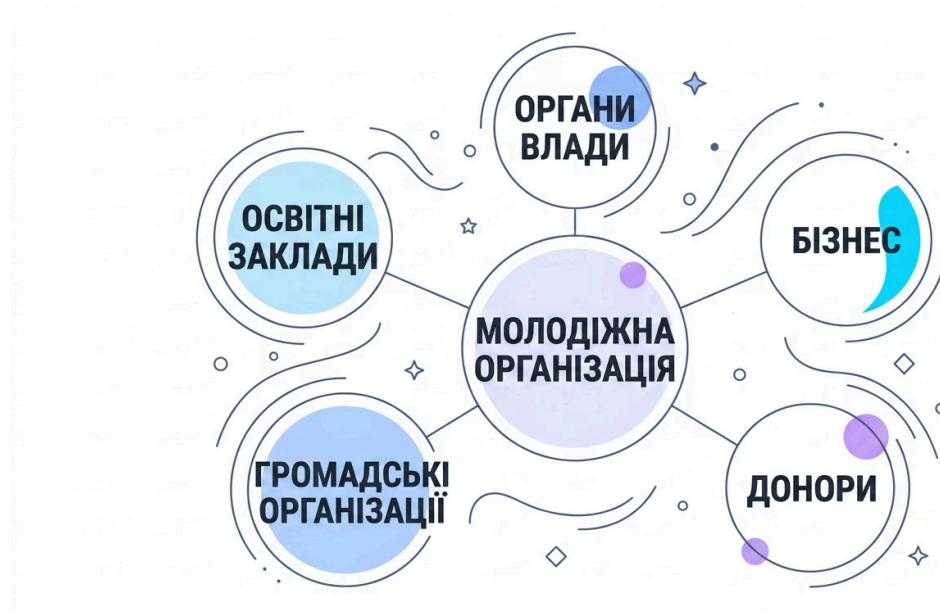 ОРГАНИ
ВЛАДИ
ОСВІТНІ
ЗАКЛАДИ
БІЗНЕС
МОЛОДІЖНА
ОРГАНІЗАЦІЯ
ГРОМАДСЬКІ
ОРГАНІЗАЦІЇ
ДОНОРИ